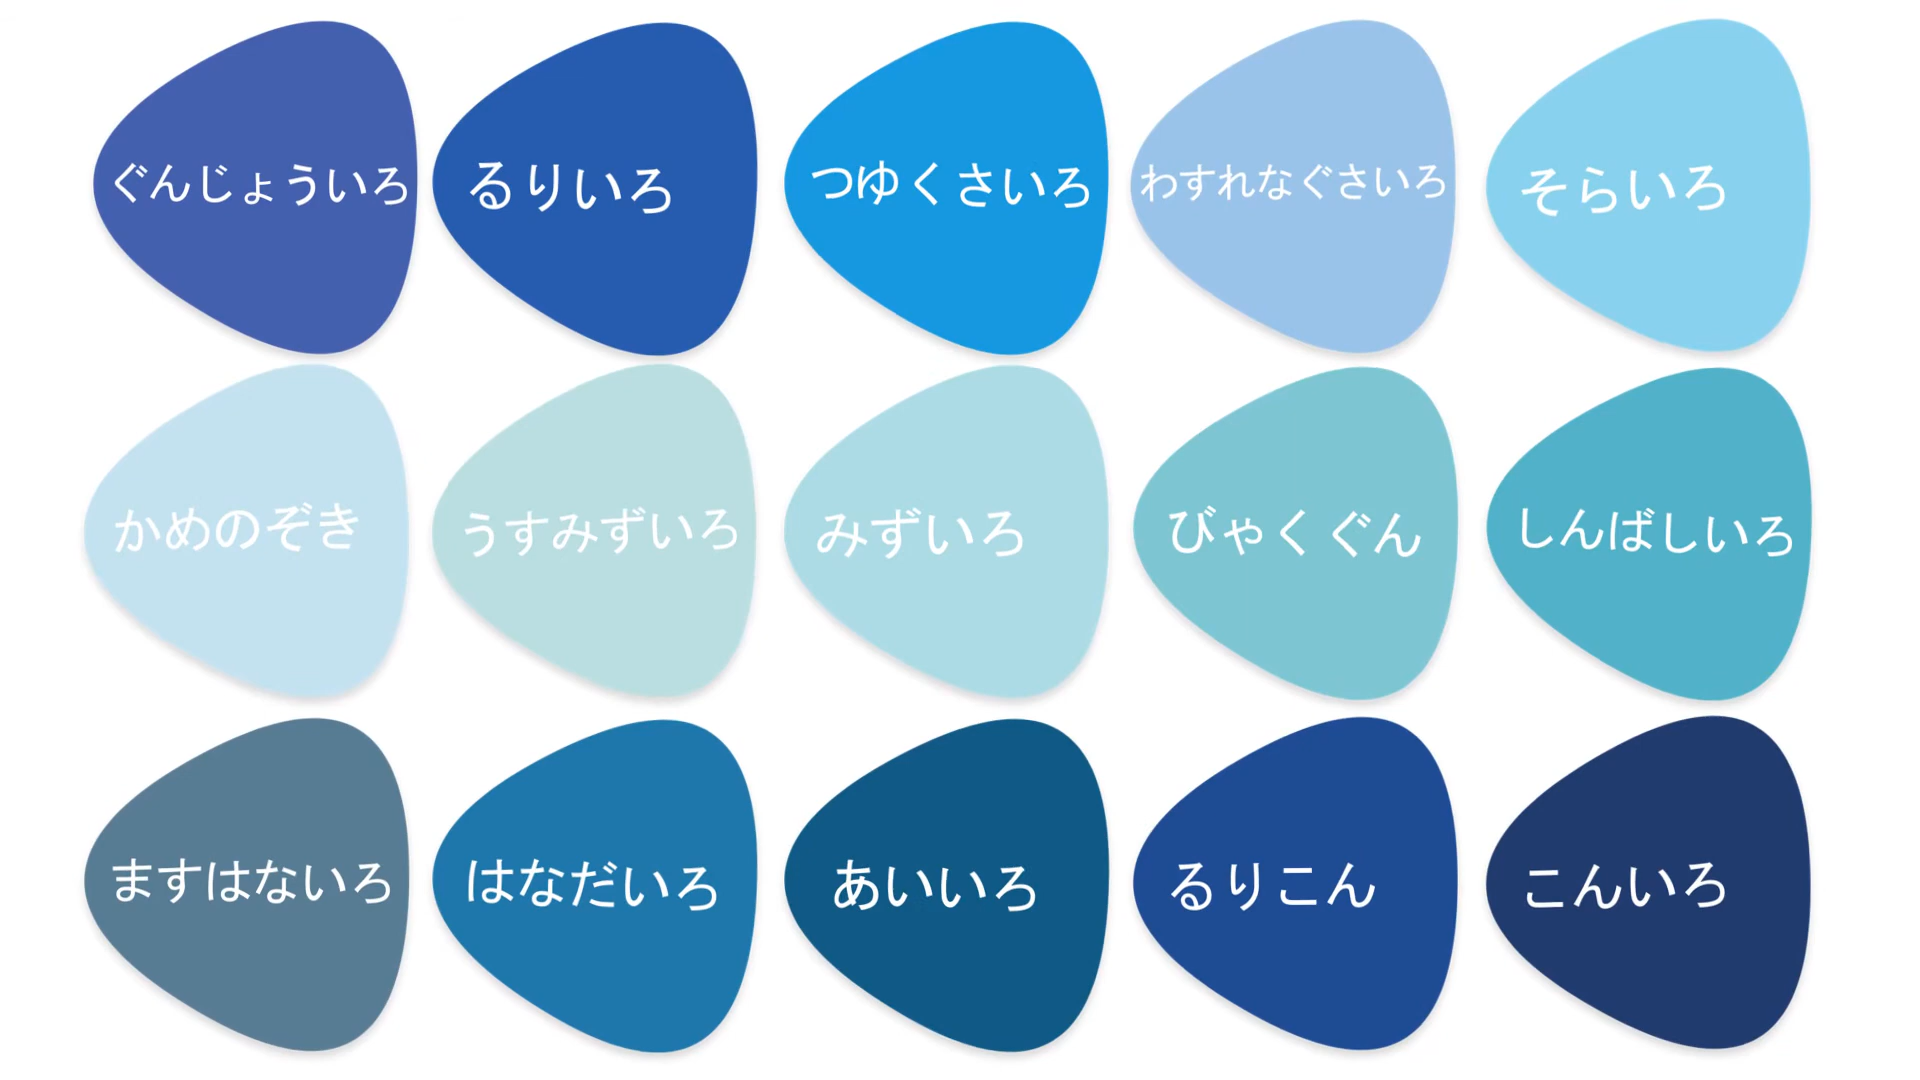 ぐんじょういろ
るりいろ
つゆくさいろ
わすれなぐさいろ
そらいろ
かめのぞき
うすみずいろ
みずいろ
びゃくぐん
しんばしいろ
ますはないろ
はなだいろ
あいいろ
るりこん
こんいろ